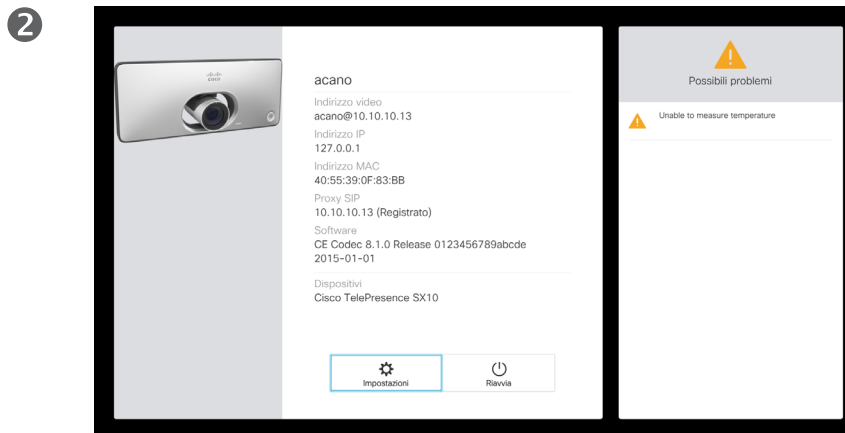 2
CISCO
acano
Indirizzo video
acano@10.10.10.13
Indirizzo IP
127.0.0.1
Indirizzo MAC
40:55:39:0F:83:BB
Proxy SIP
10.10.10.13 (Registrato)
Software
CE Codec 8.1.0 Release 0123456789abcde
2015-01-01
Dispositivi
Cisco TelePresence SX10
Impostazioni
Riavvia
Possibili problemi
Unable to measure temperature